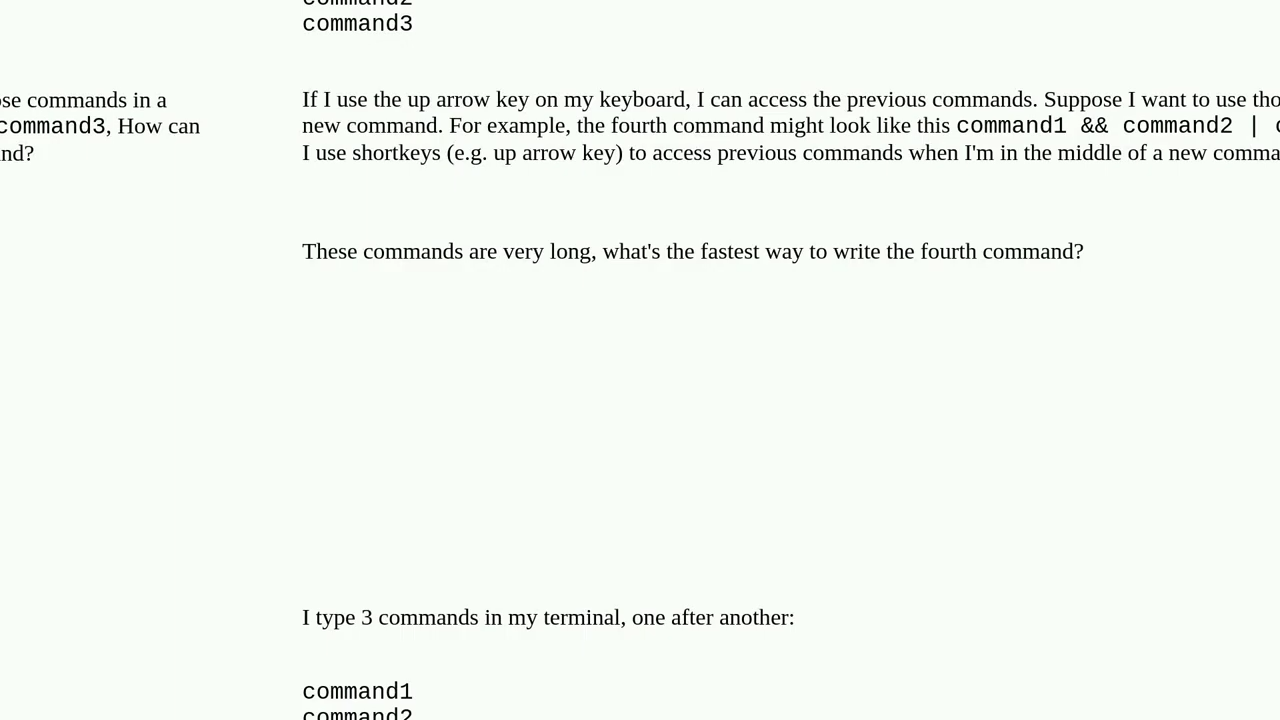 command3
If I use the up arrow key on my keyboard, I can access the previous commands. Suppose I want to use
commands in a
new command. For example, the fourth command might look like this command1 && command2 |
command3, How can
I use shortkeys (e.g. up arrow key) to access previous commands when I'm in the middle of a new
These commands are very long, what's the fastest way to write the fourth command?
I type 3 commands in my terminal, one after another:
command1
command2